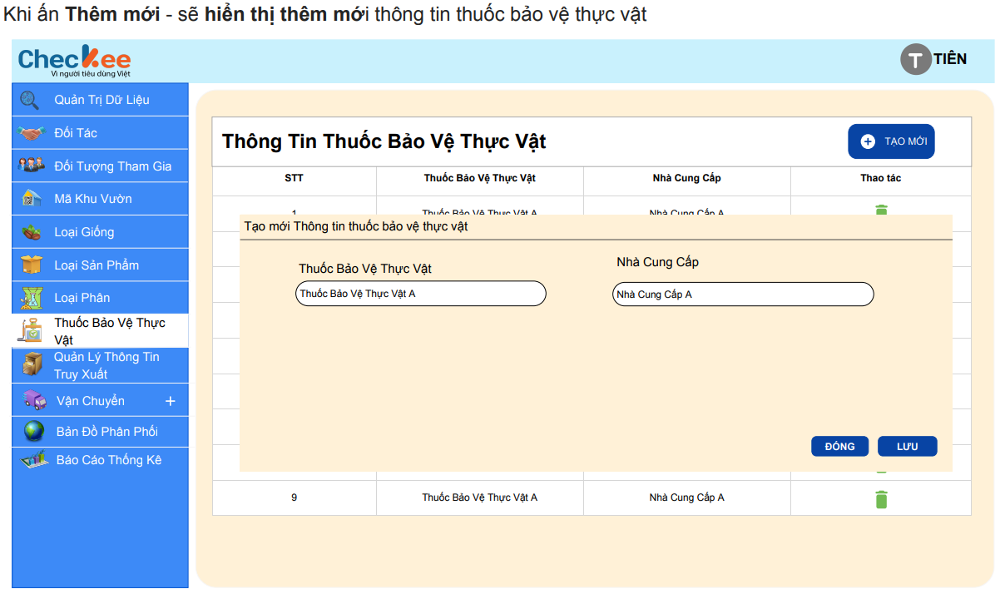 Khi ấn Thêm mới - sẽ hiển thị thêm mới thông tin thuốc bảo vệ thực vật
Checkee
Vì người tiêu dùng Việt
T TIÊN
Quản Trị Dữ Liệu
Đối Tác
Đối Tượng Tham Gia
Mã Khu Vườn
Loại Giống
Loại Sản Phẩm
Loại Phân
Thuốc Bảo Vệ Thực
Vật
Quản Lý Thông Tin
Truy Xuất
Vận Chuyển +
Bản Đồ Phân Phối
Báo Cáo Thống Kê
Thông Tin Thuốc Bảo Vệ Thực Vật
TẠO MỚI
STT Thuốc Bảo Vệ Thực Vật Nhà Cung Cấp Thao tác
1 Thuốc Bảo Vệ Thực Vật A Nhà Cung Cấp A
Tạo mới Thông tin thuốc bảo vệ thực vật
Thuốc Bảo Vệ Thực Vật Nhà Cung Cấp
Thuốc Bảo Vệ Thực Vật A Nhà Cung Cấp A
ĐÓNG LƯU
9 Thuốc Bảo Vệ Thực Vật A Nhà Cung Cấp A